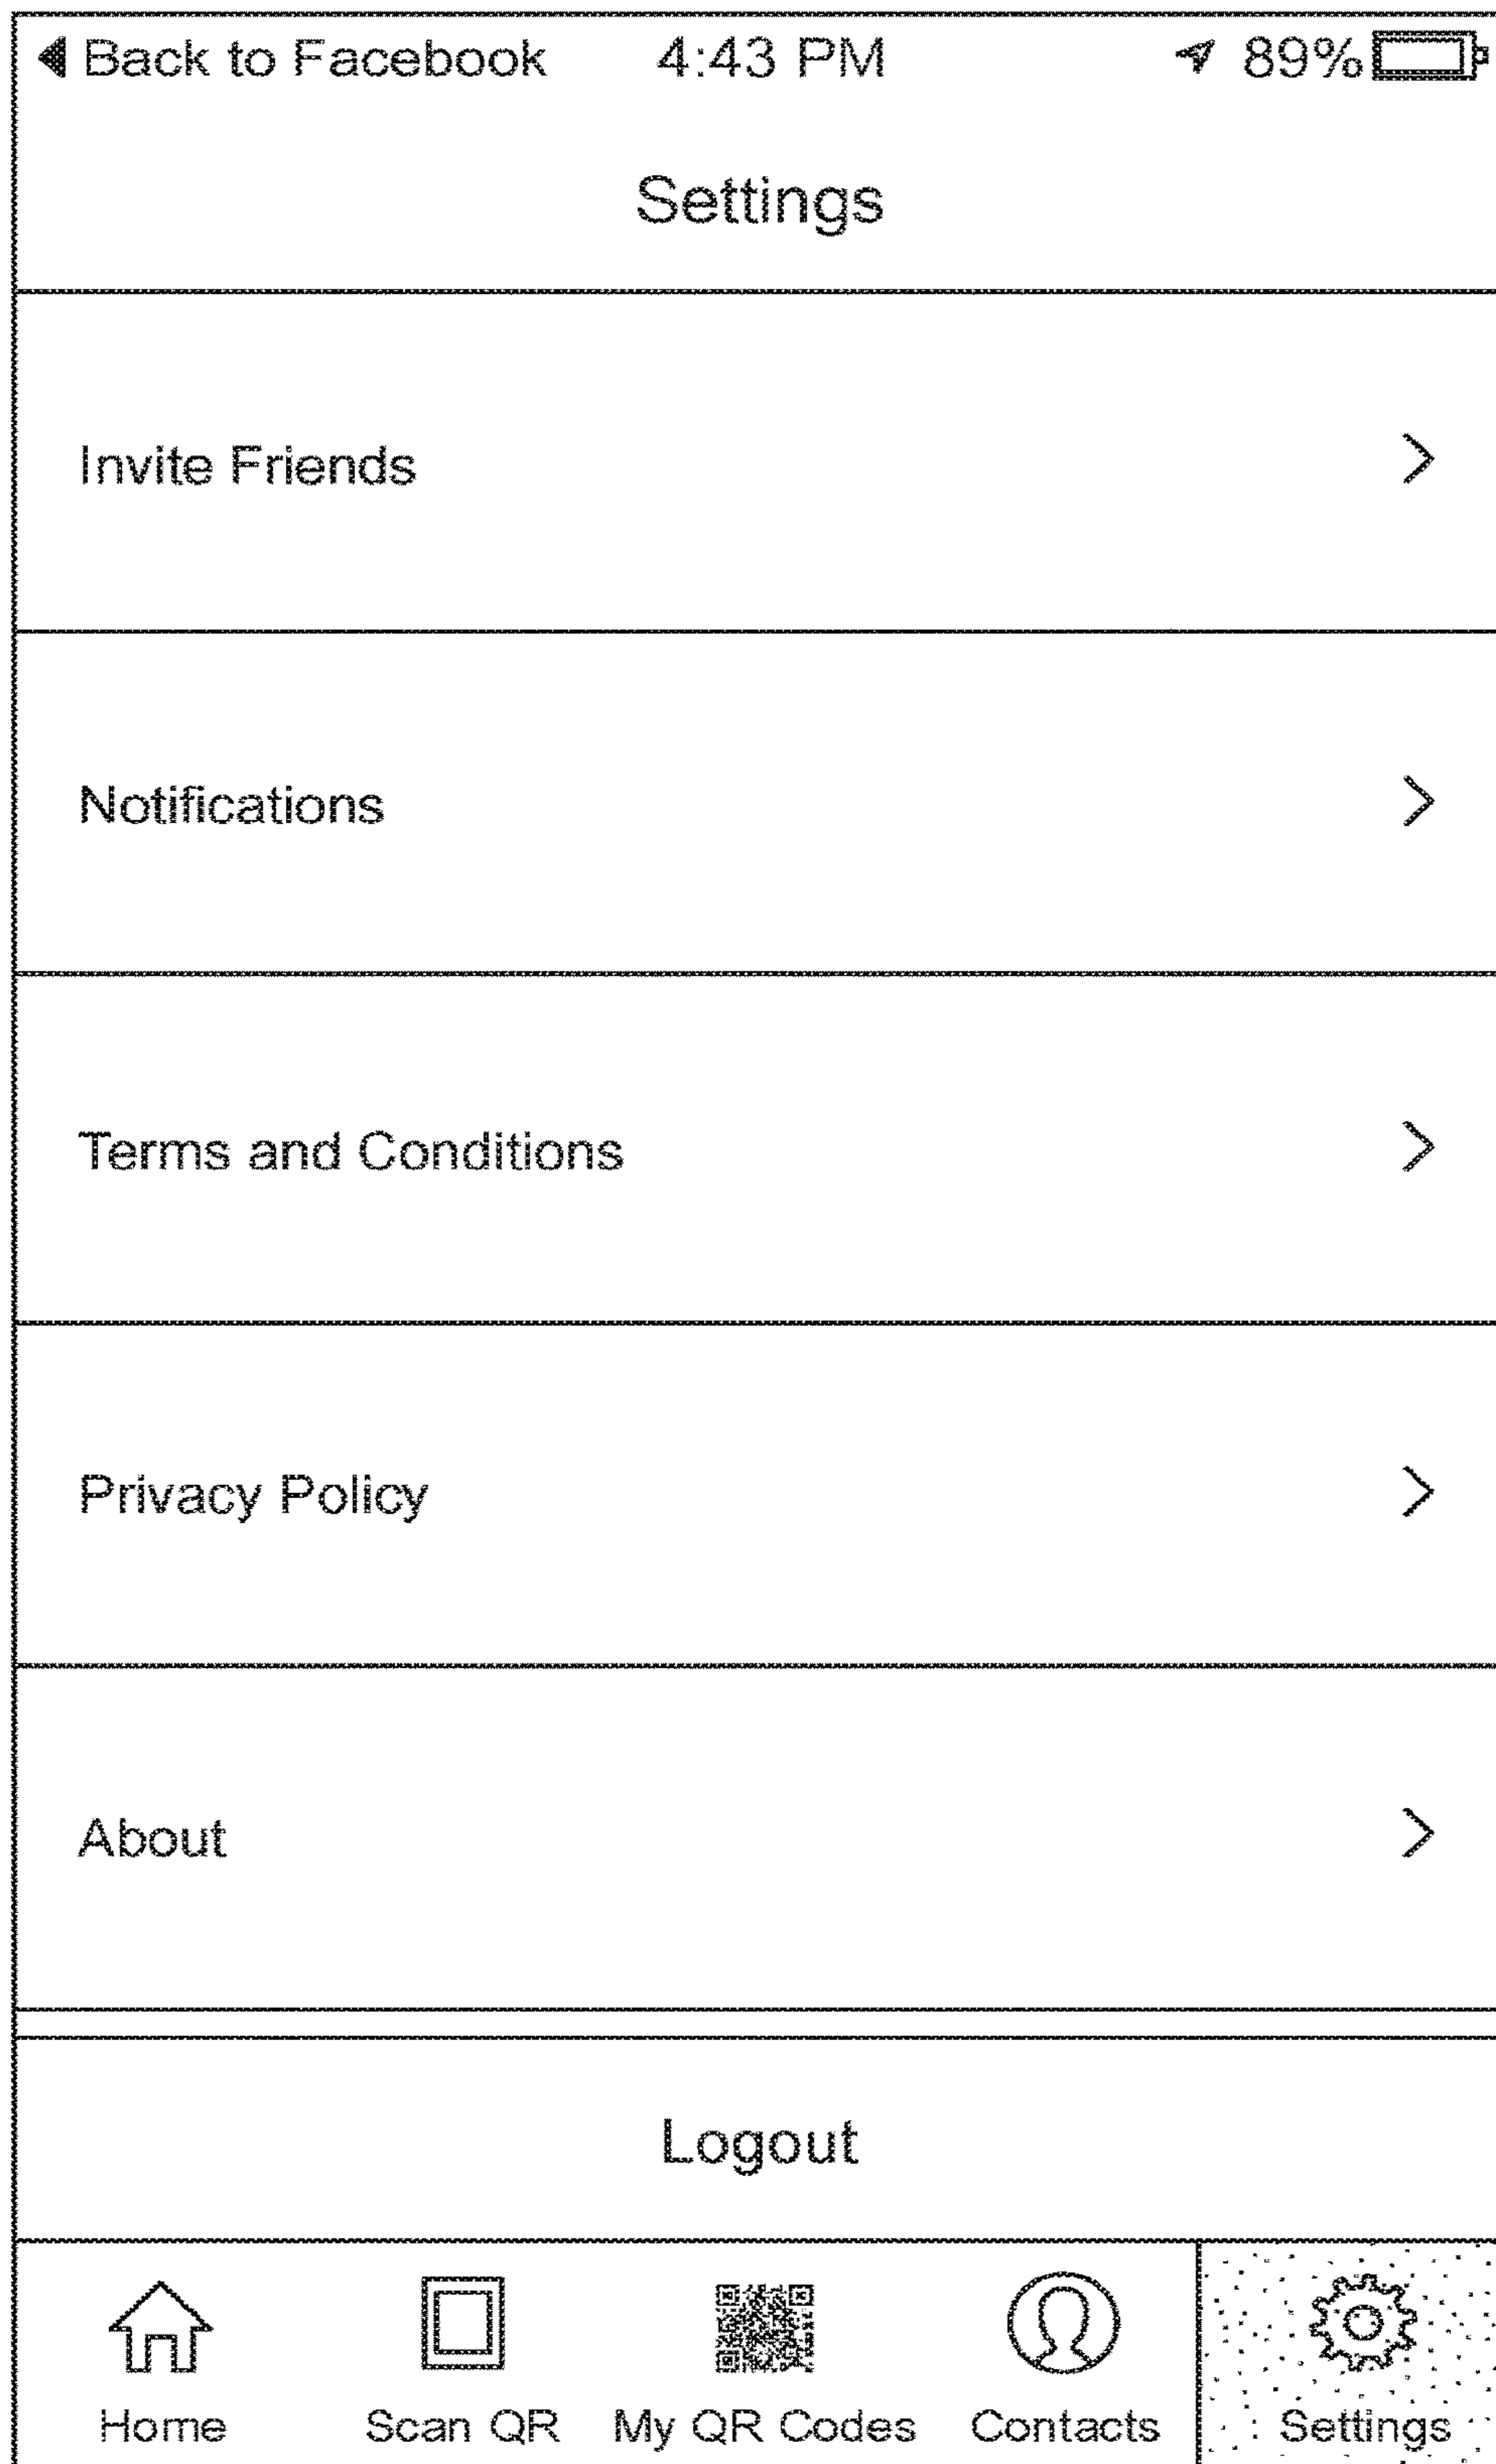 Back to Facebook 4:43 PM 89%
Settings
Invite Friends
Notifications
Terms and Conditions
Privacy Policy
About
Logout
Home Scan QR My QR Codes Contacts Settings